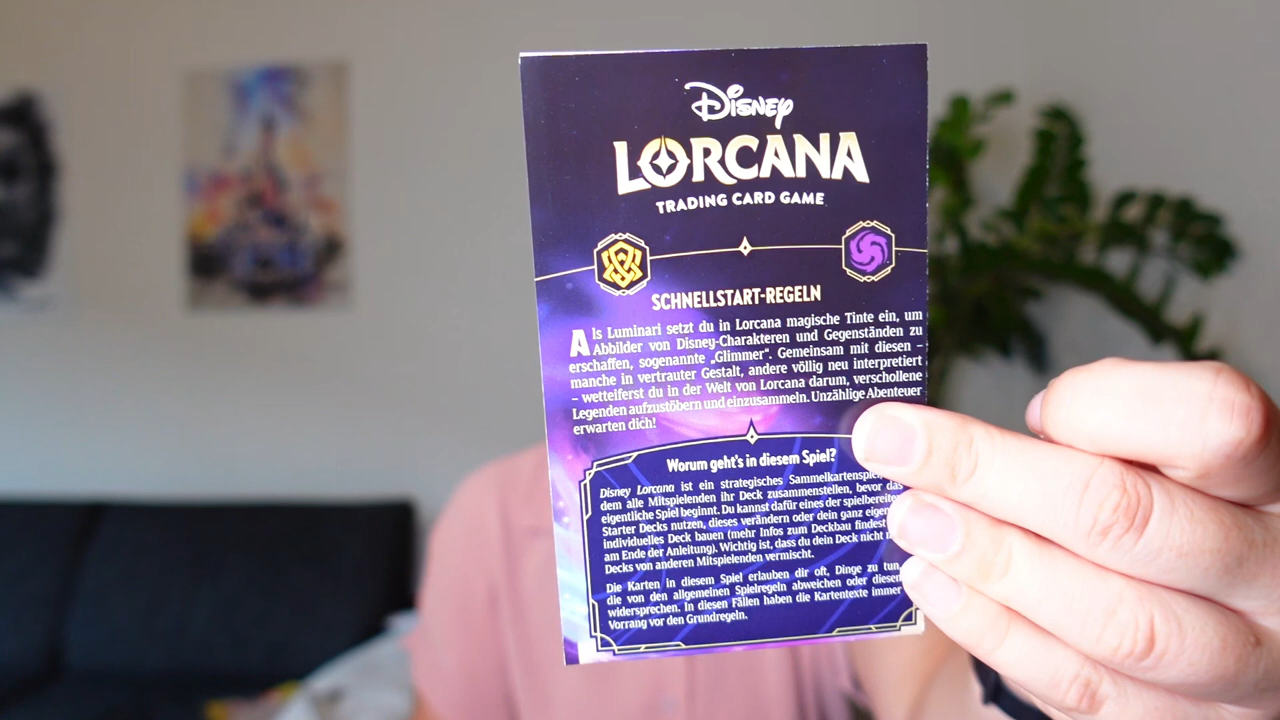 Disney
LORCANA
TRADING CARD GAME
SCHNELLSTART-REGELN
Als Luminari setzt du in Lorcana magische Tinte ein, um
Abbilder von Disney-Charakteren und Gegenständen zu
erschaffen, sogenannte „Glimmer“. Gemeinsam mit diesen –
manche in vertrauter Gestalt, andere völlig neu interpretiert
– wetteiferst du in der Welt von Lorcana darum, verschollene
Legenden aufzustöbern und einzusammeln. Unzählige Abenteuer
erwarten dich!
Worum geht's in diesem Spiel?
Disney Lorcana ist ein strategisches
dem alle Mitspielenden ihr Deck zusammenstellen, bevor das
eigentliche Spiel beginnt. Du kannst dafür eines der spielbereiten
Starter Decks nutzen, dieses verändern oder dein ganz
individuelles Deck bauen (mehr Infos zum Deckbau
am Ende der Anleitung). Wichtig ist, dass du dein Deck nicht
Decks von anderen Mitspielenden vermischt.
Die Karten in diesem Spiel erlauben dir oft, Dinge zu tun,
die von den allgemeinen Spielregeln abweichen oder diesen
widersprechen. In diesen Fällen haben die Kartentexte immer
Vorrang vor den Grundregeln.